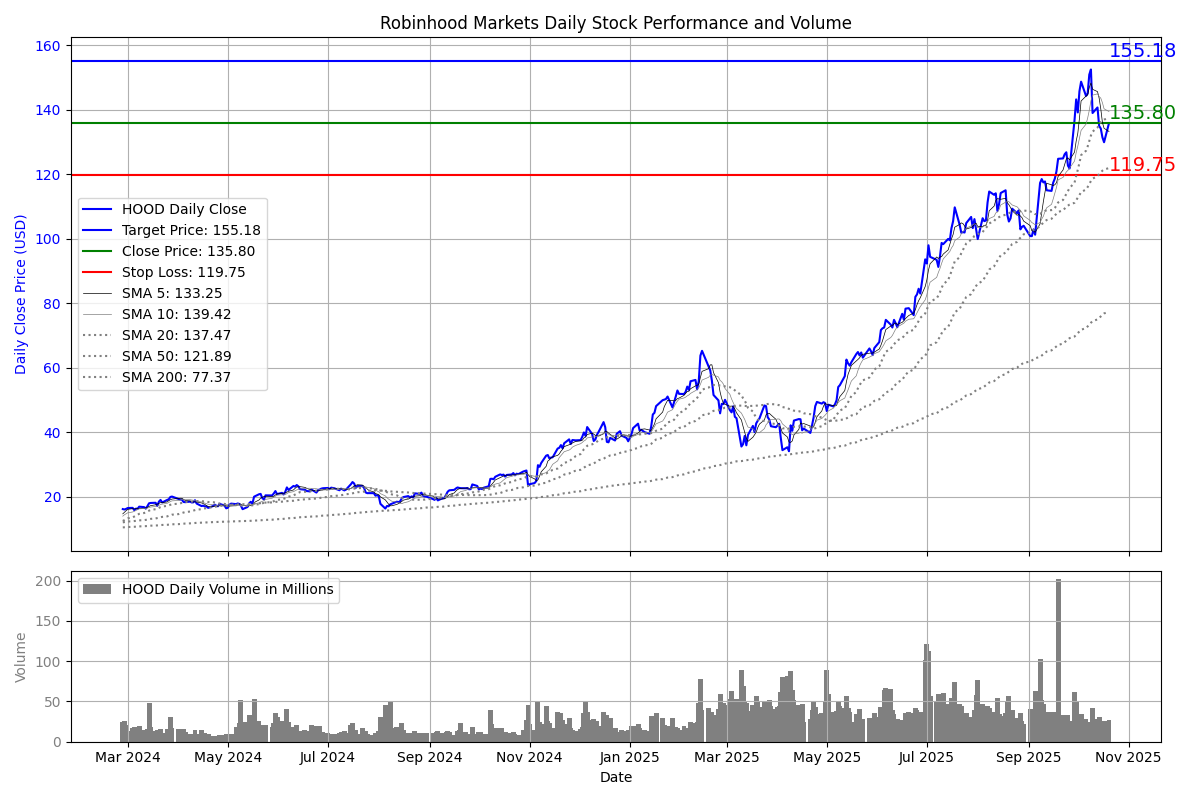 Robinhood Markets Daily Stock Performance and Volume
160
155.18
140
135.80
120
119.75
100
80
60
40
20
Daily Close Price (USD)
HOOD Daily Close
Target Price: 155.18
Close Price: 135.80
Stop Loss: 119.75
SMA 5: 133.25
SMA 10: 139.42
SMA 20: 137.47
SMA 50: 121.89
SMA 200: 77.37
200
150
100
50
0
Volume
HOOD Daily Volume in Millions
Mar 2024 May 2024 Jul 2024 Sep 2024 Nov 2024 Jan 2025 Mar 2025 May 2025 Jul 2025 Sep 2025 Nov 2025
Date